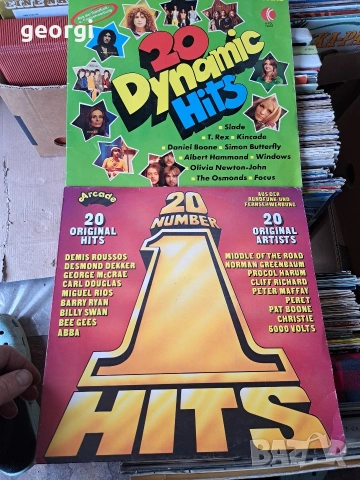 georgi
K
20
Dynamic
Hits
• Slade
• T. Rex • Kincade
• Daniel Boone • Simon Butterfly
• Albert Hammond • Windows
• Olivia Newton-John
• The Osmonds • Focus
Arcade
20
ORIGINAL
HITS
DEMIS ROUSSOS
DESMOND DEKKER
GEORGE McCRAE
CARL DOUGLAS
MIGUEL RIOS
BARRY RYAN
BILLY SWAN
BEE GEES
ABBA
20
NUMBER
1
HITS
AUS DER
RUNDFUNK-UND
FERNSEHWERBUNG
20
ORIGINAL
ARTISTS
MIDDLE OF THE ROAD
NORMAN GREENBAUM
PROCOL HARUM
CLIFF RICHARD
PETER MAFFAY
PERET
PAT BOONE
CHRISTIE
5000 VOLTS
BAZAR